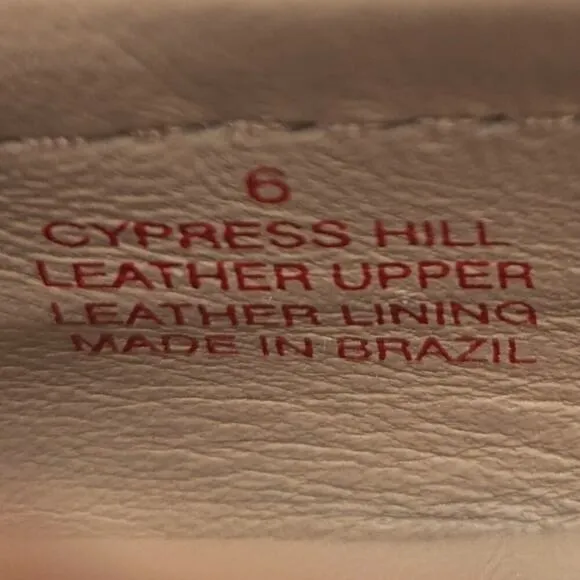 6
CYPRESS HILL
LEATHER UPPER
LEATHER LINING
MADE IN BRAZIL